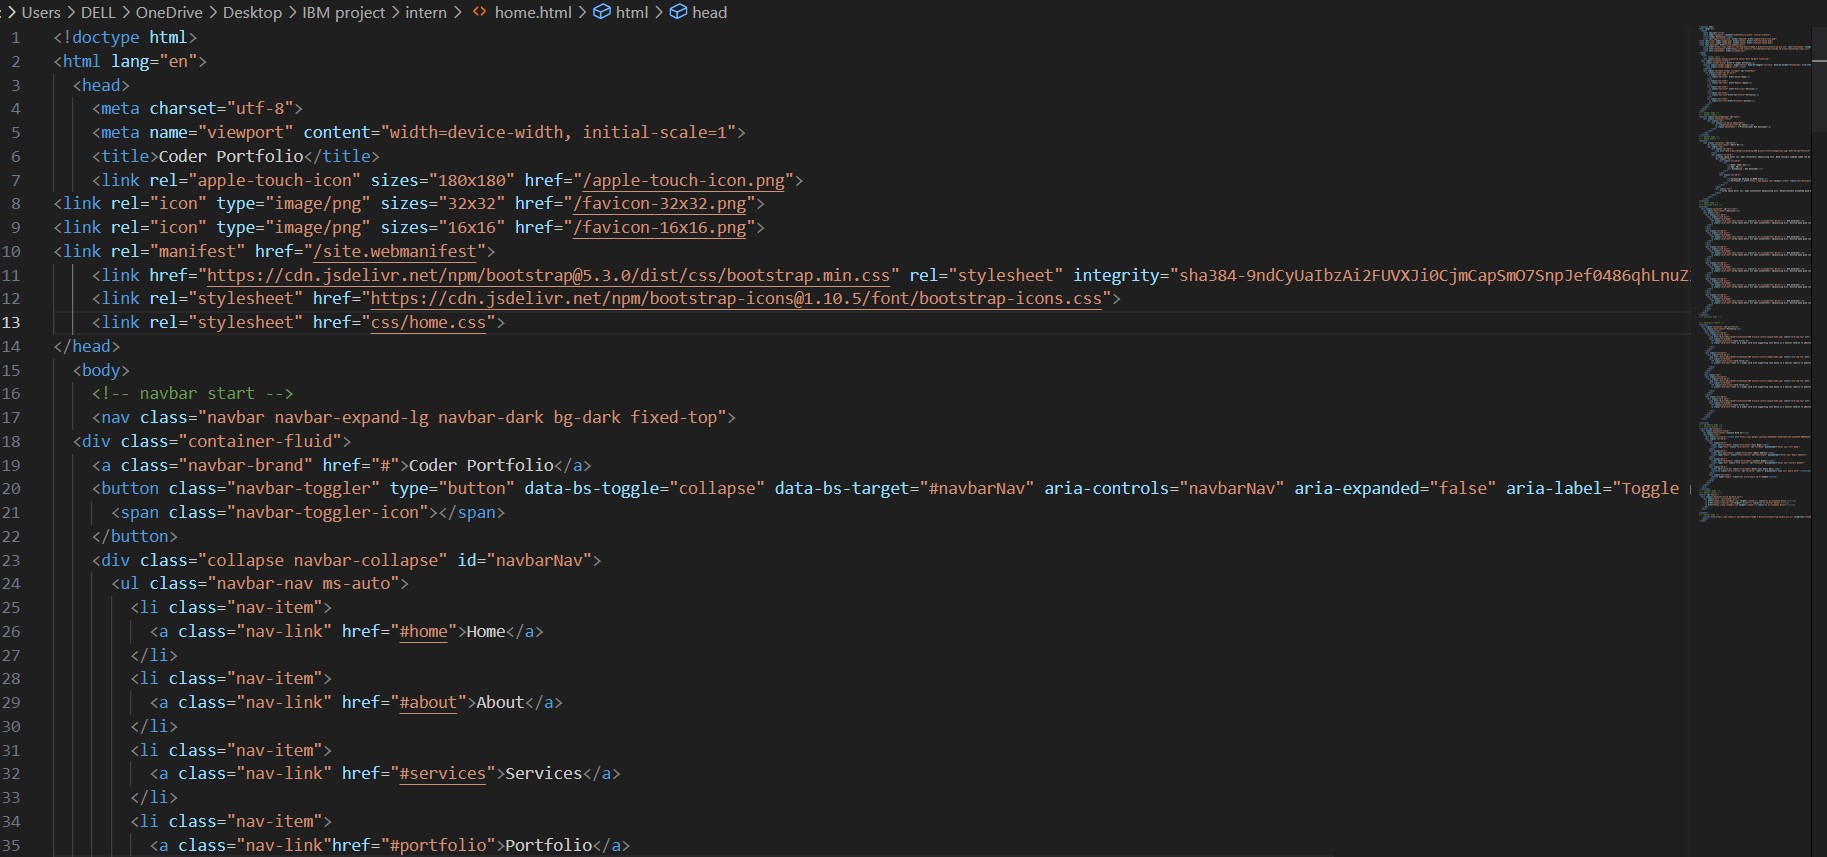 : > Users > DELL > OneDrive > Desktop > IBM project > intern > <> home.html > html > head
1 <!doctype html>
2 <html lang="en">
3 <head>
4 <meta charset="utf-8">
5 <meta name="viewport" content="width=device-width, initial-scale=1">
6 <title>Coder Portfolio</title>
7 <link rel="apple-touch-icon" sizes="180x180" href="/apple-touch-icon.png">
8 <link rel="icon" type="image/png" sizes="32x32" href="/favicon-32x32.png">
9 <link rel="icon" type="image/png" sizes="16x16" href="/favicon-16x16.png">
10 <link rel="manifest" href="/site.webmanifest">
11 <link href="https://cdn.jsdelivr.net/npm/bootstrap@5.3.0/dist/css/bootstrap.min.css" rel="stylesheet" integrity="sha384-9ndCyUaIbzAi2FUVXJi0CjmCapSmO7SnpJef0486qhLnuZ
12 <link rel="stylesheet" href="https://cdn.jsdelivr.net/npm/bootstrap-icons@1.10.5/font/bootstrap-icons.css">
13 <link rel="stylesheet" href="css/home.css">
14 </head>
15 <body>
16 <!-- navbar start -->
17 <nav class="navbar navbar-expand-lg navbar-dark bg-dark fixed-top">
18 <div class="container-fluid">
19 <a class="navbar-brand" href="#">Coder Portfolio</a>
20 <button class="navbar-toggler" type="button" data-bs-toggle="collapse" data-bs-target="#navbarNav" aria-controls="navbarNav" aria-expanded="false" aria-label="Toggle
21 <span class="navbar-toggler-icon"></span>
22 </button>
23 <div class="collapse navbar-collapse" id="navbarNav">
24 <ul class="navbar-nav ms-auto">
25 <li class="nav-item">
26 <a class="nav-link" href="#home">Home</a>
27 </li>
28 <li class="nav-item">
29 <a class="nav-link" href="#about">About</a>
30 </li>
31 <li class="nav-item">
32 <a class="nav-link" href="#services">Services</a>
33 </li>
34 <li class="nav-item">
35 <a class="nav-link"href="#portfolio">Portfolio</a>